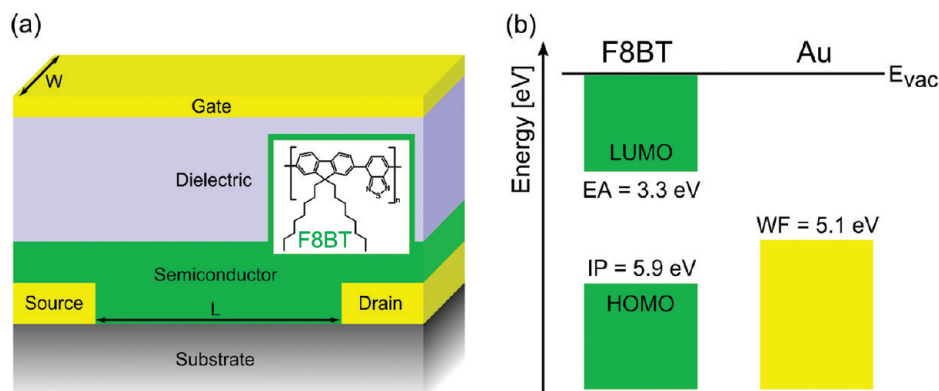 (a)
W
Gate
Dielectric
N
N
S
n
F8BT
Semiconductor
Source
L
Drain
Substrate
(b)
Energy [eV]
F8BT
Au
Evac
LUMO
EA = 3.3 eV
WF = 5.1 eV
IP = 5.9 eV
HOMO